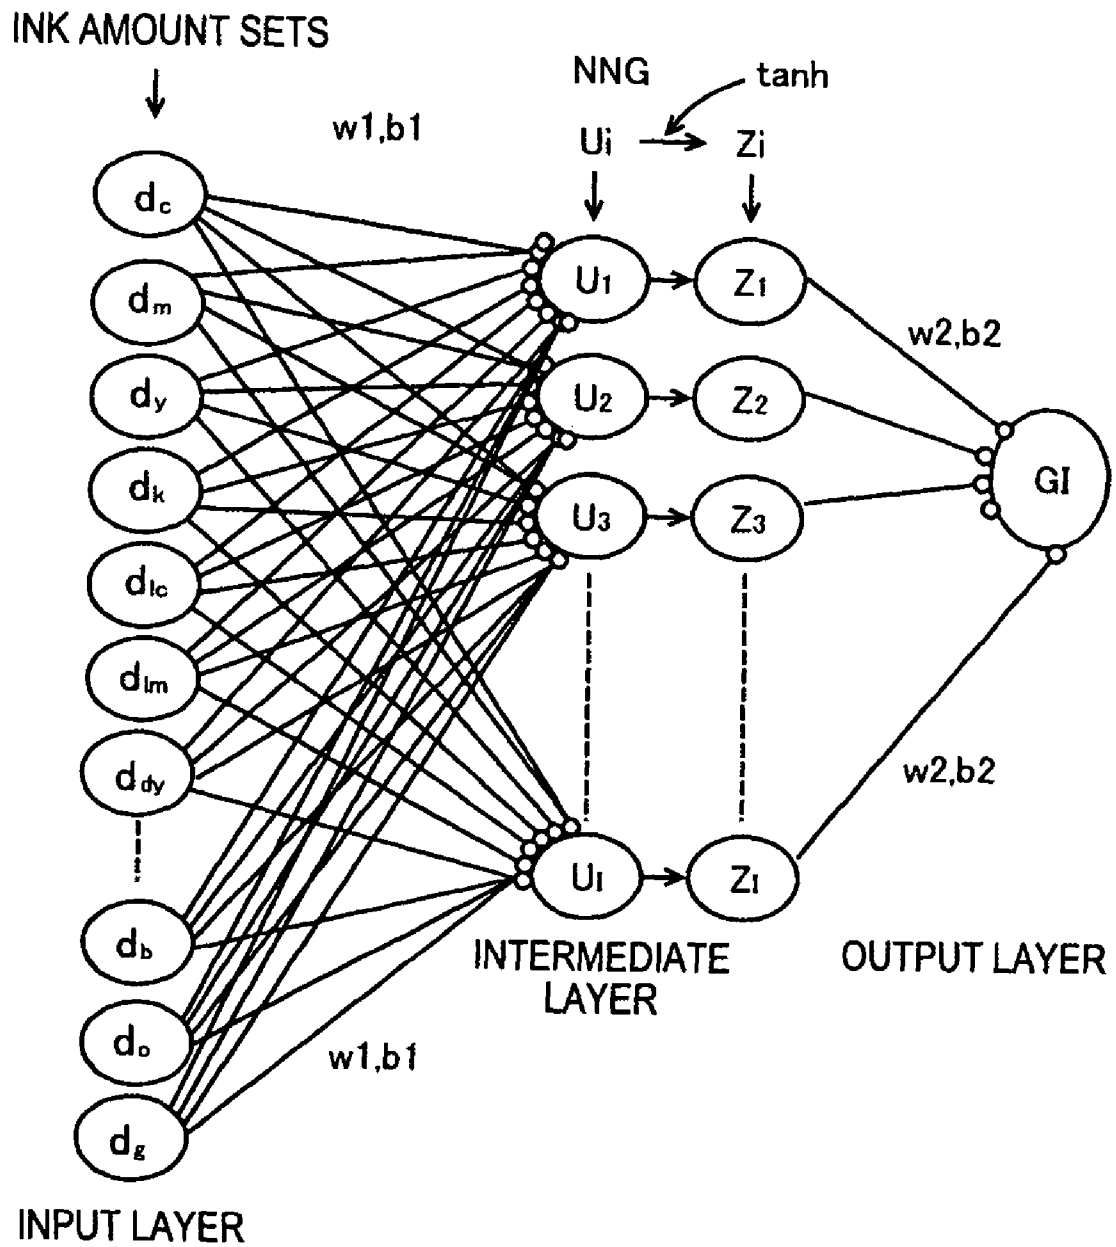 INK AMOUNT SETS
NNG
tanh
w1,b1
Ui
Zi
dc
dm
dy
dk
dlc
dlm
ddy
db
do
dg
U1
Z1
U2
Z2
U3
Z3
UI
ZI
w2,b2
GI
w2,b2
INTERMEDIATE
LAYER
OUTPUT LAYER
w1,b1
INPUT LAYER